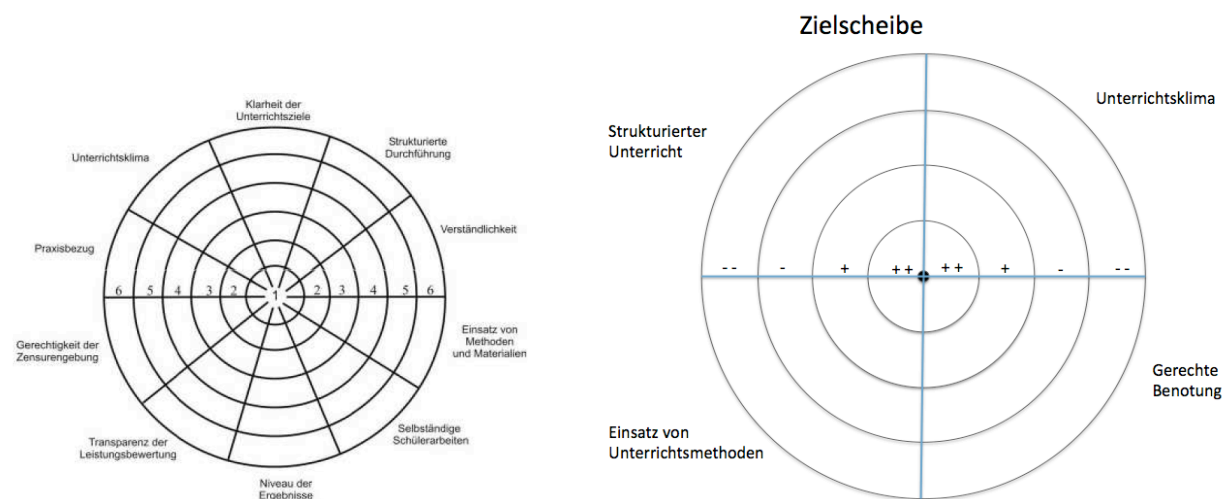 Klarheit der
Unterrichtsziele
Strukturierte
Durchführung
Unterrichtsklima
Verständlichkeit
Praxisbezug
6 5 4 3 2 1 2 3 4 5 6
Gerechtigkeit der
Zensurengebung
Einsatz von
Methoden
und Materialien
Selbständige
Schülerarbeiten
Transparenz der
Leistungsbewertung
Niveau der
Ergebnisse
Zielscheibe
Unterrichtsklima
Strukturierter
Unterricht
-- - + ++ ++ + - --
Gerechte
Benotung
Einsatz von
Unterrichtsmethoden